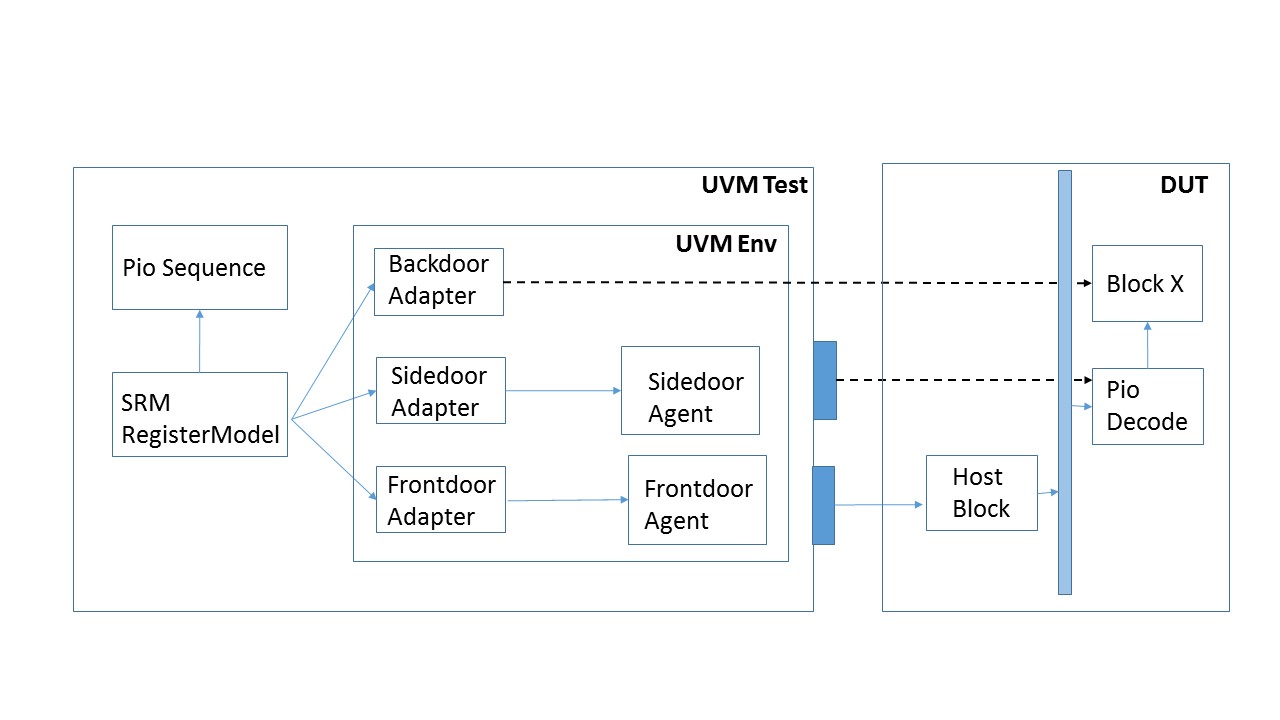 UVM Test
DUT
Pio Sequence
UVM Env
Backdoor
Adapter
Block X
SRM
RegisterModel
Sidedoor
Adapter
Sidedoor
Agent
Pio
Decode
Frontdoor
Adapter
Frontdoor
Agent
Host
Block